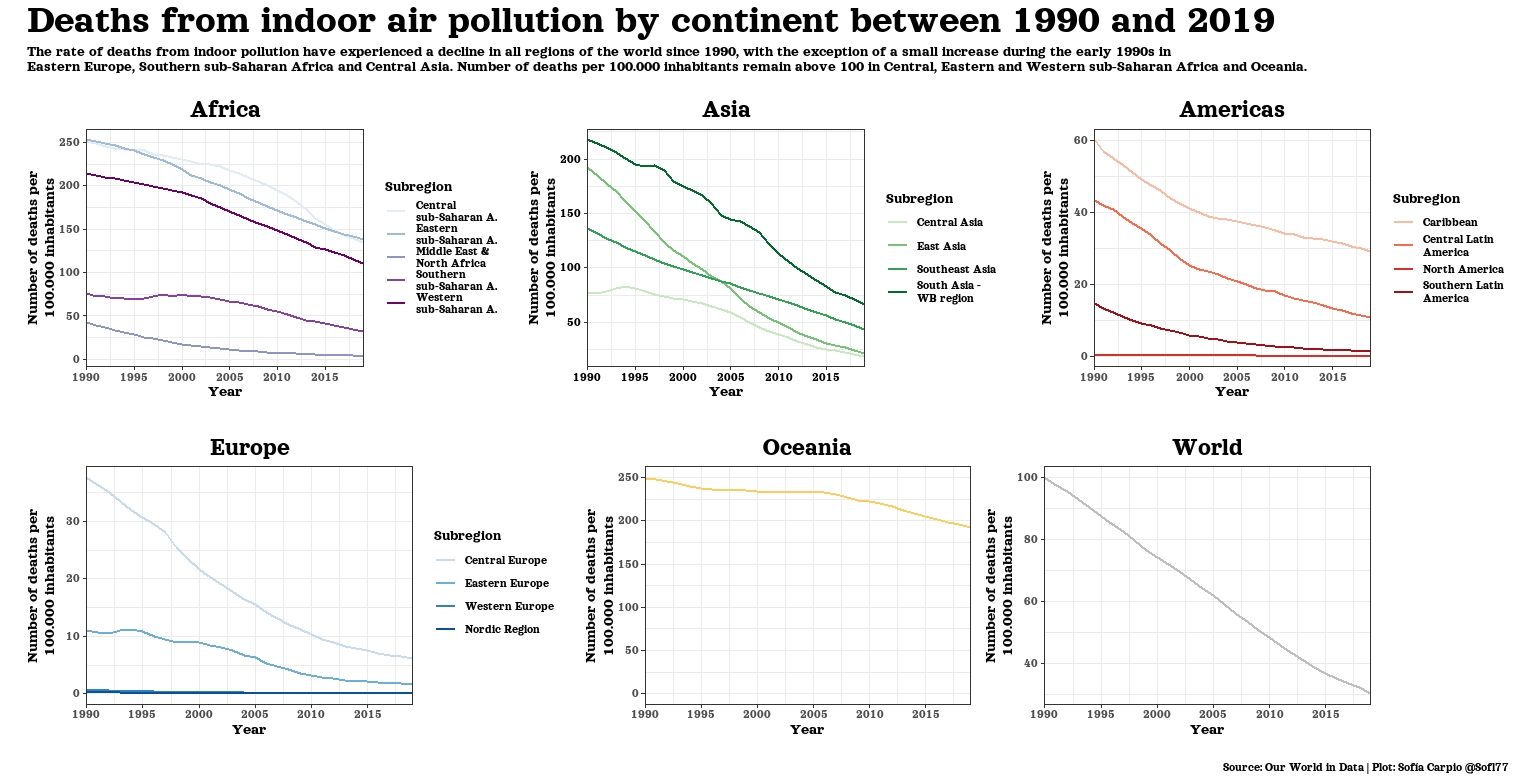 Deaths from indoor air pollution by continent between 1990 and 2019
The rate of deaths from indoor pollution have experienced a decline in all regions of the world since 1990, with the exception of a small increase during the early 1990s in
Eastern Europe, Southern sub-Saharan Africa and Central Asia. Number of deaths per 100.000 inhabitants remain above 100 in Central, Eastern and Western sub-Saharan Africa and Oceania.
Africa
Number of deaths per
100.000 inhabitants
250
200
150
100
50
0
1990 1995 2000 2005 2010 2015
Year
Subregion
Central
sub-Saharan A.
Eastern
sub-Saharan A.
Middle East &
North Africa
Southern
sub-Saharan A.
Western
sub-Saharan A.
Asia
Number of deaths per
100.000 inhabitants
200
150
100
50
1990 1995 2000 2005 2010 2015
Year
Subregion
Central Asia
East Asia
Southeast Asia
South Asia -
WB region
Americas
Number of deaths per
100.000 inhabitants
60
40
20
0
1990 1995 2000 2005 2010 2015
Year
Subregion
Caribbean
Central Latin
America
North America
Southern Latin
America
Europe
Number of deaths per
100.000 inhabitants
30
20
10
0
1990 1995 2000 2005 2010 2015
Year
Subregion
Central Europe
Eastern Europe
Western Europe
Nordic Region
Oceania
Number of deaths per
100.000 inhabitants
250
200
150
100
50
0
1990 1995 2000 2005 2010 2015
Year
World
Number of deaths per
100.000 inhabitants
100
80
60
40
1990 1995 2000 2005 2010 2015
Year
Source: Our World in Data | Plot: Sofía Carpio @Sofl77